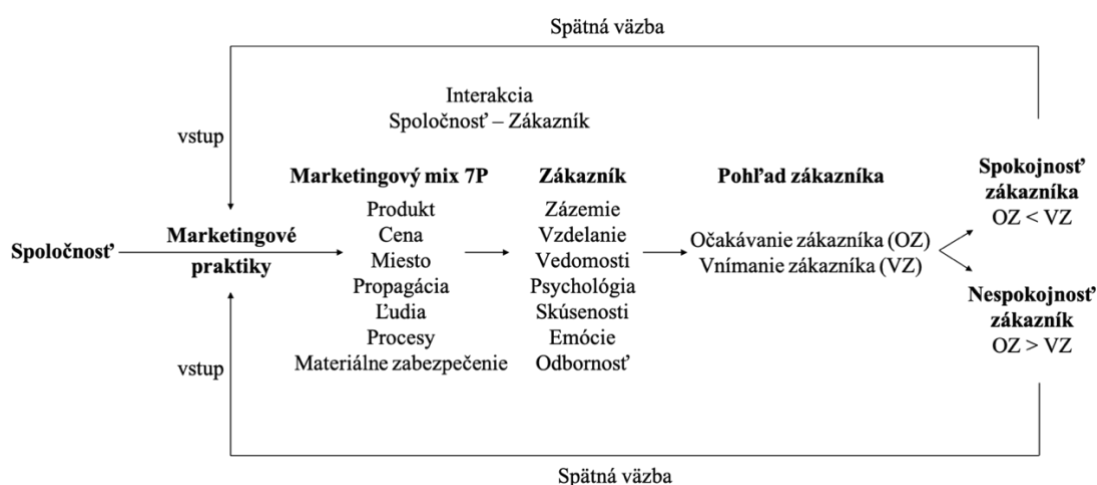 Spätná väzba
Interakcia
Spoločnosť – Zákazník
vstup
Spoločnosť
Marketingové
praktiky
Marketingový mix 7P
Produkt
Cena
Miesto
Propagácia
Ľudia
Procesy
Materiálne zabezpečenie
Zákazník
Zázemie
Vzdelanie
Vedomosti
Psychológia
Skúsenosti
Emócie
Odbornosť
Pohľad zákazníka
Očakávanie zákazníka (OZ)
Vnímanie zákazníka (VZ)
Spokojnosť
zákazníka
OZ < VZ
Nespokojnosť
zákazník
OZ > VZ
vstup
Spätná väzba